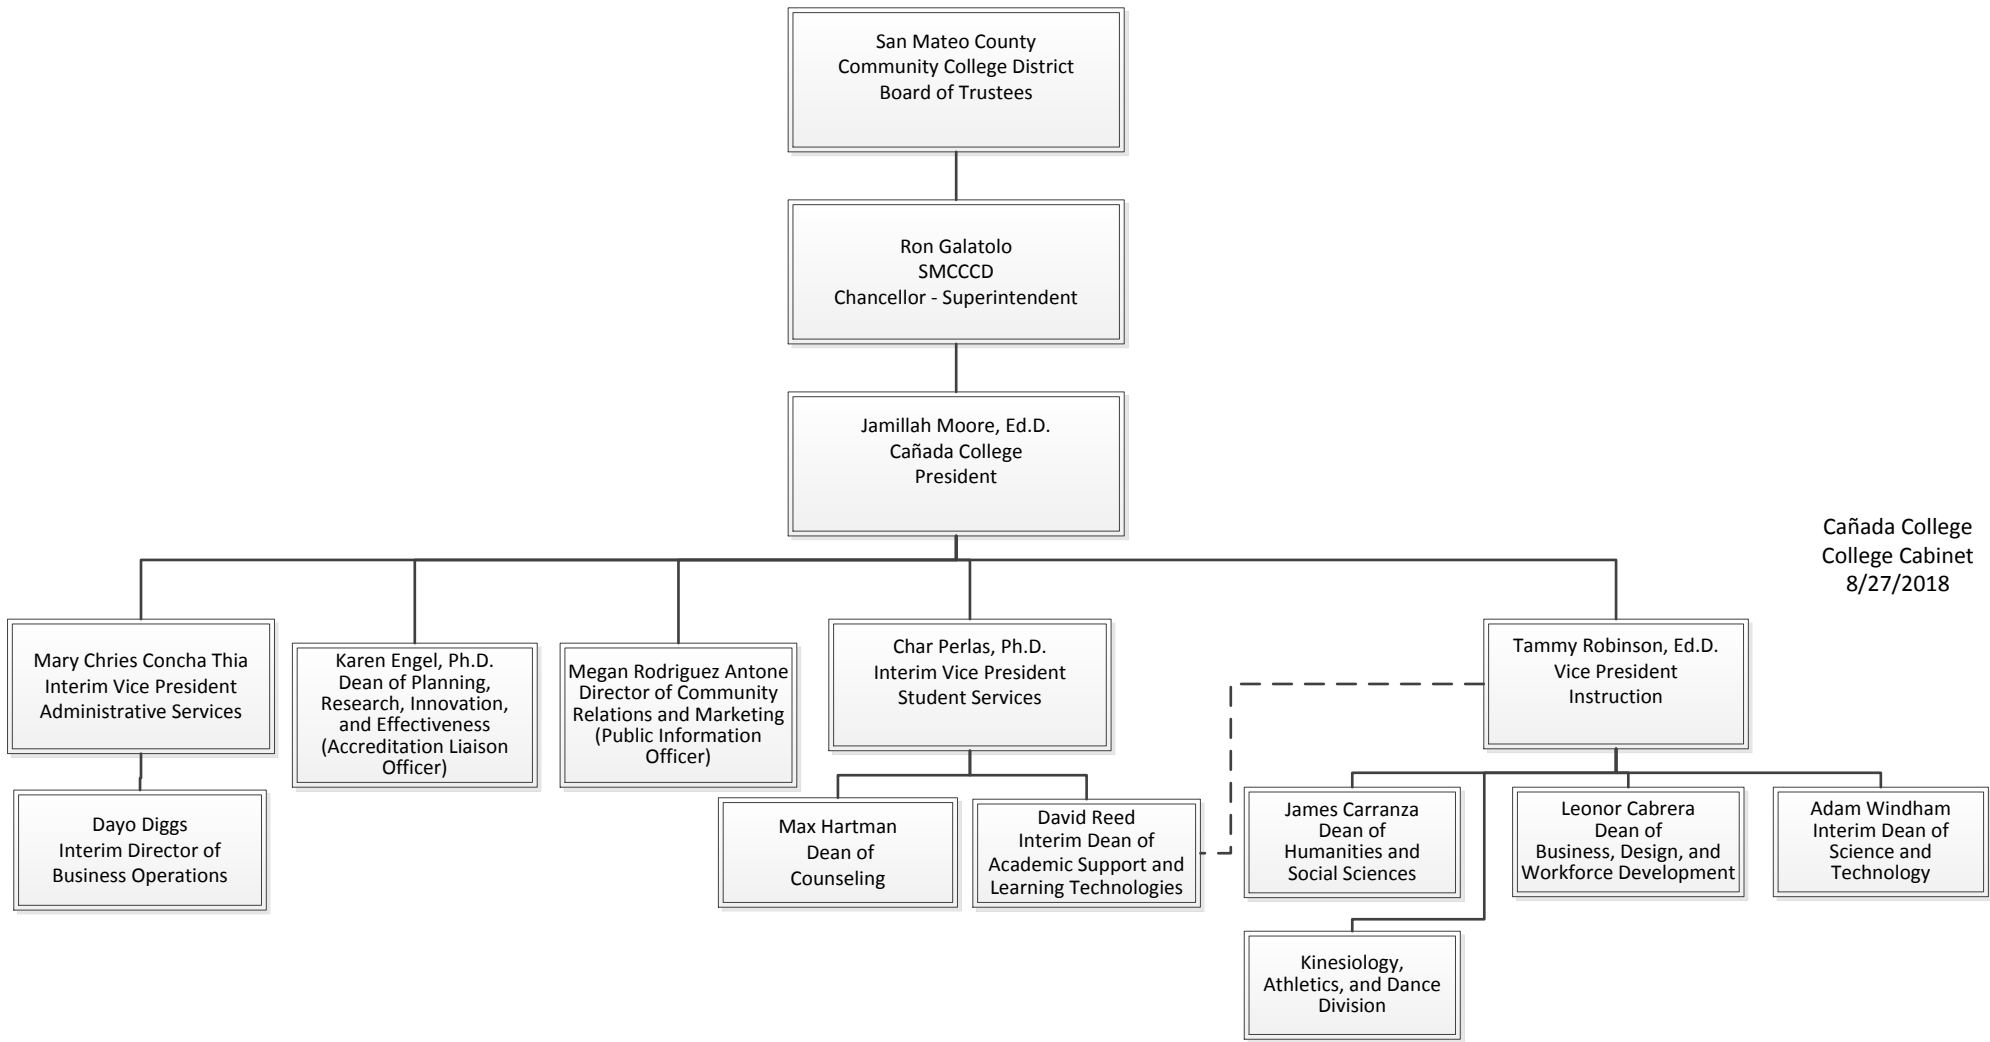 San Mateo County
Community College District
Board of Trustees
Ron Galatolo
SMCCCD
Chancellor - Superintendent
Jamillah Moore, Ed.D.
Cañada College
President
Cañada College
College Cabinet
8/27/2018
Mary Chries Concha Thia
Interim Vice President
Administrative Services
Karen Engel, Ph.D.
Dean of Planning,
Research, Innovation,
and Effectiveness
(Accreditation Liaison
Officer)
Megan Rodriguez Antone
Director of Community
Relations and Marketing
(Public Information
Officer)
Char Perlas, Ph.D.
Interim Vice President
Student Services
Tammy Robinson, Ed.D.
Vice President
Instruction
Dayo Diggs
Interim Director of
Business Operations
Max Hartman
Dean of
Counseling
David Reed
Interim Dean of
Academic Support and
Learning Technologies
James Carranza
Dean of
Humanities and
Social Sciences
Leonor Cabrera
Dean of
Business, Design, and
Workforce Development
Adam Windham
Interim Dean of
Science and
Technology
Kinesiology,
Athletics, and Dance
Division